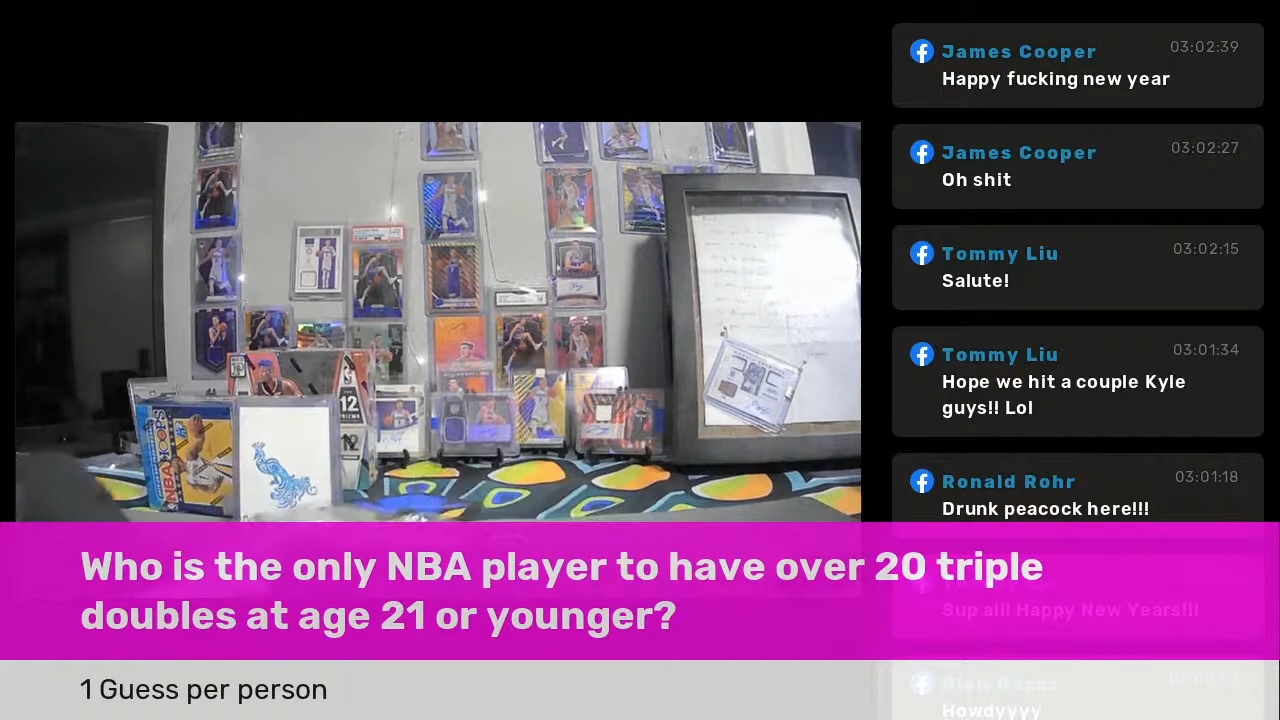 James Cooper 03:02:39
Happy fucking new year
James Cooper 03:02:27
Oh shit
Tommy Liu 03:02:15
Salute!
Tommy Liu 03:01:34
Hope we hit a couple Kyle
guys!! Lol
Ronald Rohr 03:01:18
Drunk peacock here!!!
Sup all! Happy New Years!!!
Howdyyyy
NBA HOOPS
12
Who is the only NBA player to have over 20 triple
doubles at age 21 or younger?
1 Guess per person